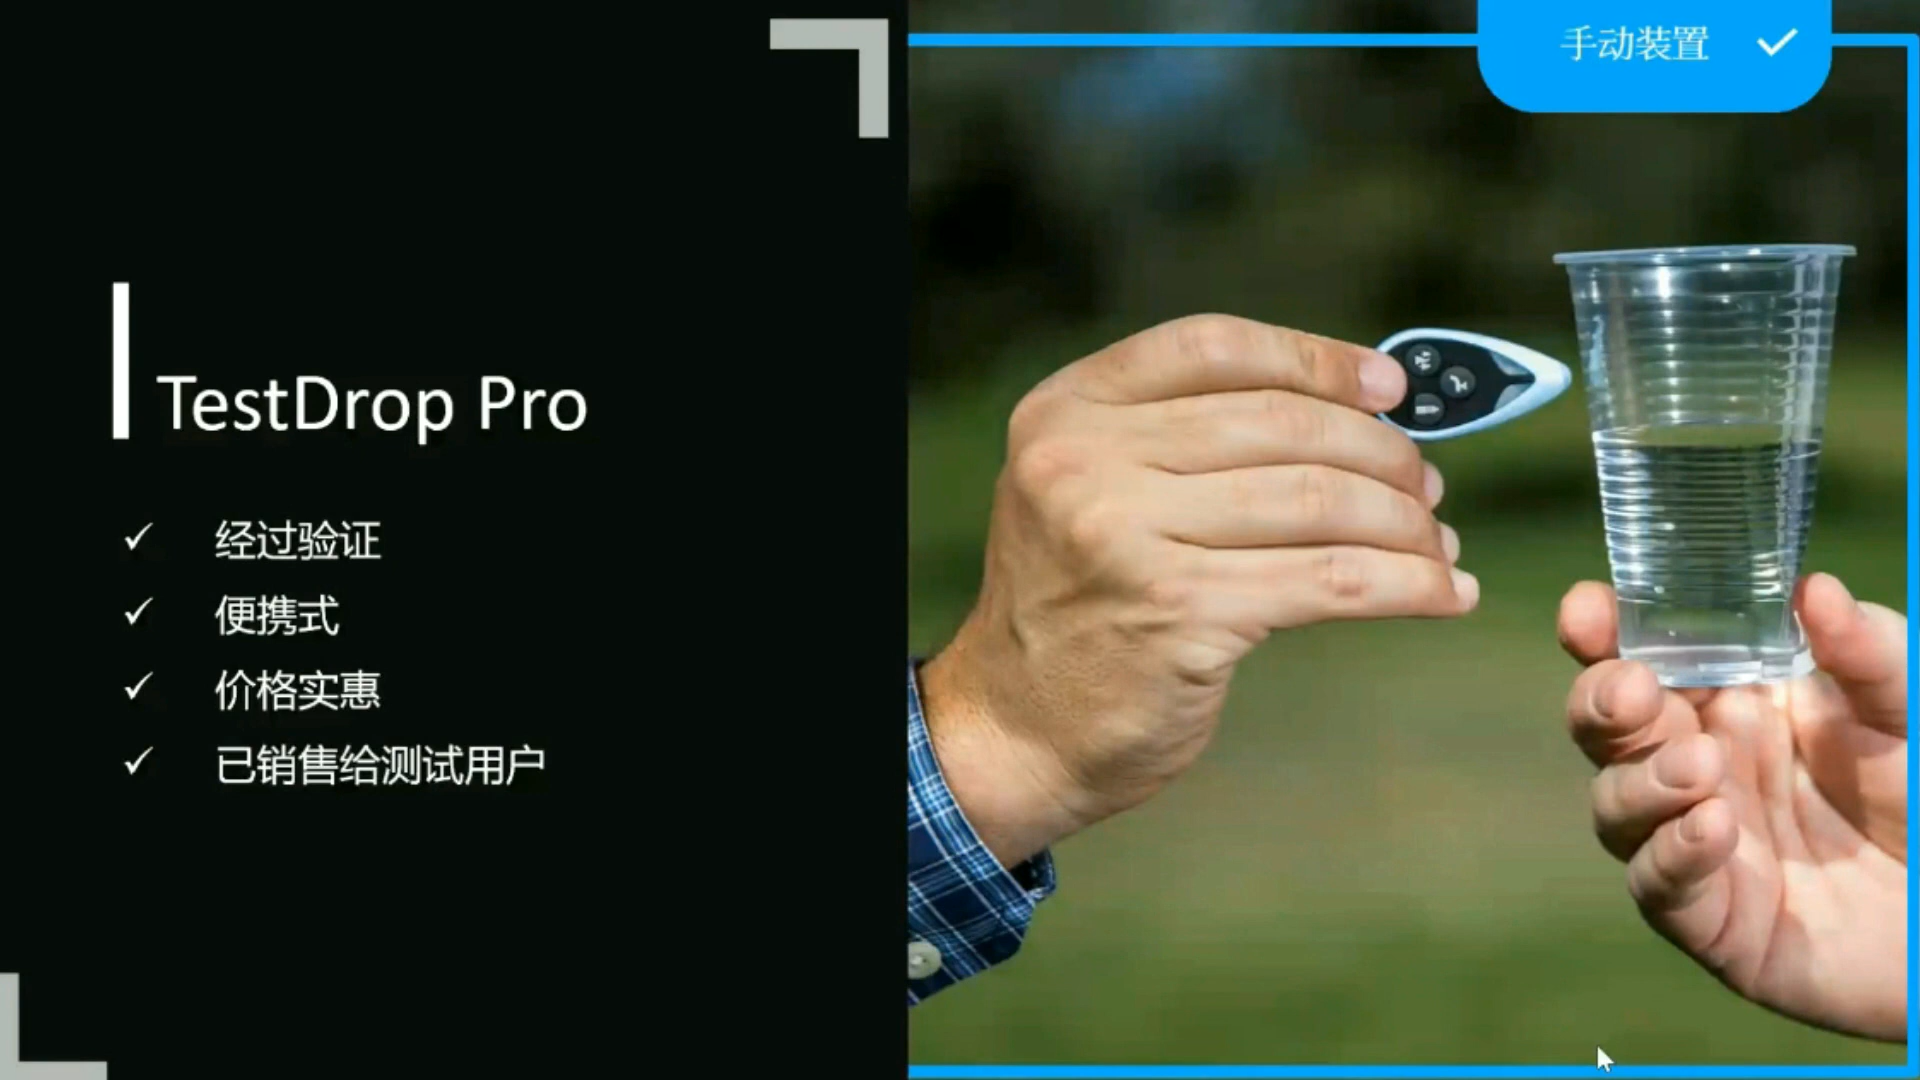 手动装置
TestDrop Pro
经过验证
便携式
价格实惠
已销售给测试用户